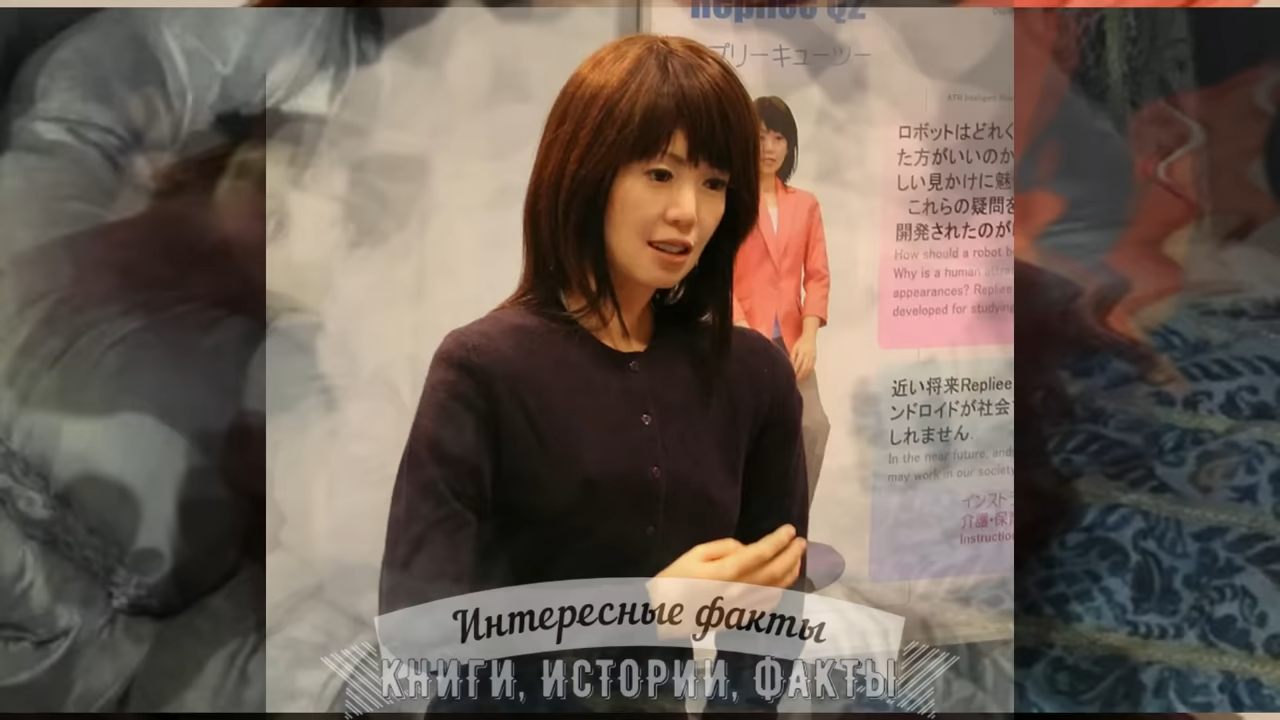 Repliee Q2
プリーキューツー
ロボットはどれく
た方がいいのか
しい見かけに魅
これらの疑問を
開発されたのが
How should a robot b
Why is a human attra
appearances? Repliee
developed for studying
近い将来Repliee
ンドロイドが社会
しれません.
In the near future, and
may work in our society
インスト
介護・保
Instruction
Интересные факты
КНИГИ, ИСТОРИИ, ФАКТЫ